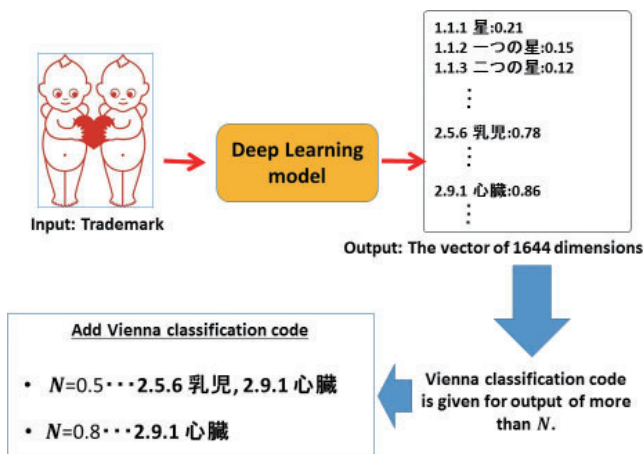 1.1.1 星:0.21
1.1.2 一つの星:0.15
1.1.3 二つの星:0.12
⋮
2.5.6 乳児:0.78
⋮
2.9.1 心臓:0.86
⋮
Deep Learning
model
Input: Trademark
Output: The vector of 1644 dimensions
Vienna classification code
is given for output of more
than N.
Add Vienna classification code
• N=0.5・・・2.5.6 乳児, 2.9.1 心臓
• N=0.8・・・2.9.1 心臓